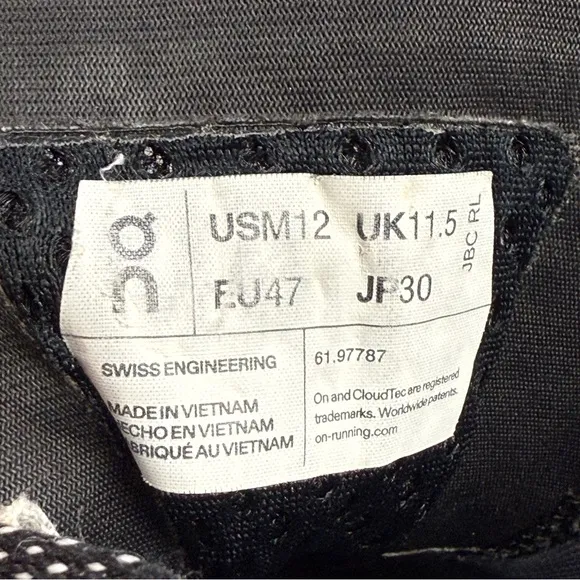 on
USM12 UK11.5
EU47 JP30
JBC RL
SWISS ENGINEERING
61.97787
MADE IN VIETNAM
HECHO EN VIETNAM
FABRIQUÉ AU VIETNAM
On and CloudTec are registered
trademarks. Worldwide patents.
on-running.com